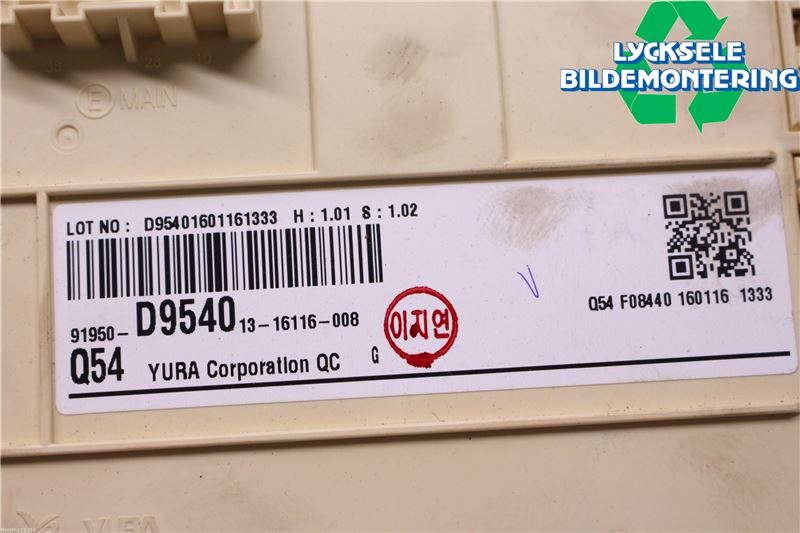 LYCKSELE
BILDEMONTERING
E MAIN
LOT NO : D95401601161333 H : 1.01 S : 1.02
91950-D9540 13-16116-008
Q54 YURA Corporation QC G
이지연
Q54 F08440 160116 1333